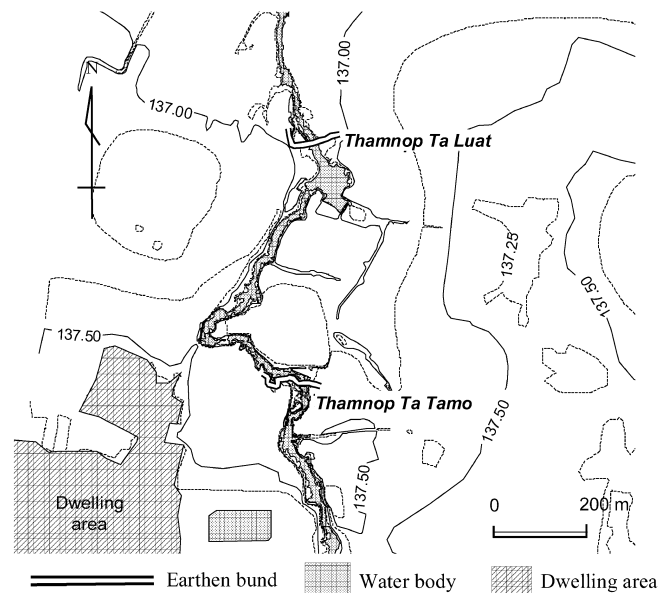 137.00
N
137.00
Thamnop Ta Luat
137.25
137.50
137.50
Thamnop Ta Tamo
137.50
137.50
Dwelling
area
0 200 m
Earthen bund Water body Dwelling area